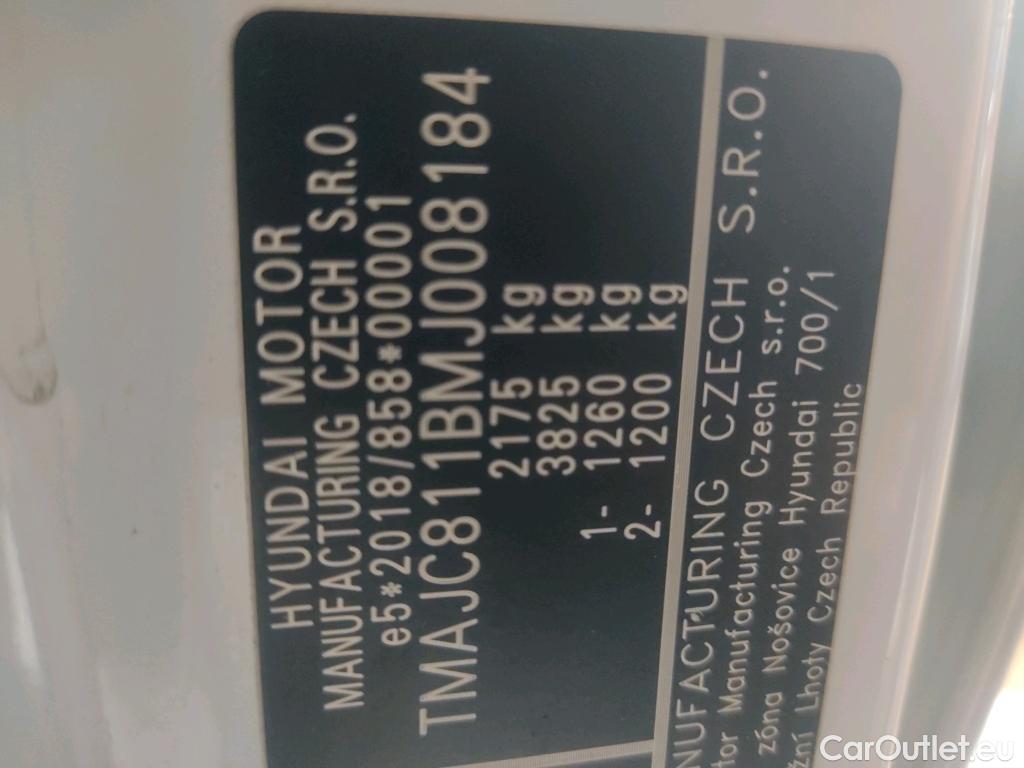 HYUNDAI MOTOR
MANUFACTURING CZECH S.R.O.
e5*2018/858*00001
TMAJC811BMJ008184
2175 kg
3825 kg
1- 1260 kg
2- 1200 kg
NUFACTURING CZECH S.R.O.
tor Manufacturing Czech s.r.o.
zóna Nošovice Hyundai 700/1
žní Lhoty Czech Republic
CarOutlet.eu